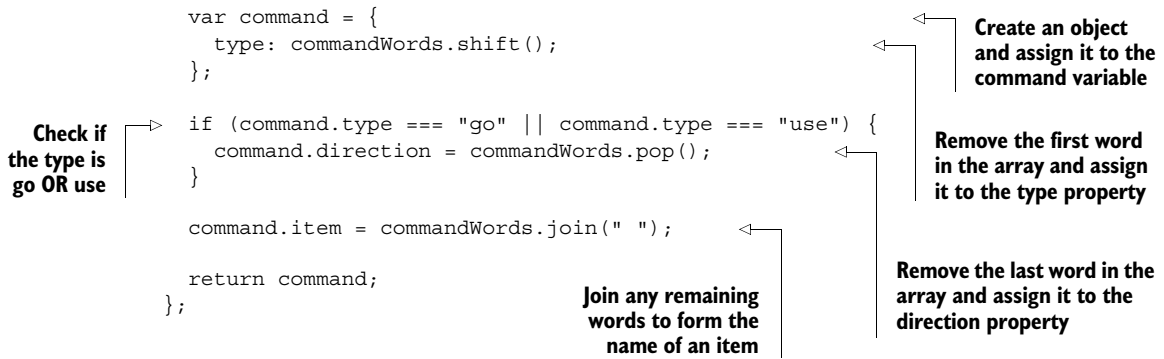 var command = {
type: commandWords.shift();
};
if (command.type === "go" || command.type === "use") {
command.direction = commandWords.pop();
}
command.item = commandWords.join(" ");
return command;
};
Check if
the type is
go OR use
Create an object
and assign it to the
command variable
Remove the first word
in the array and assign
it to the type property
Remove the last word in the
array and assign it to the
direction property
Join any remaining
words to form the
name of an item